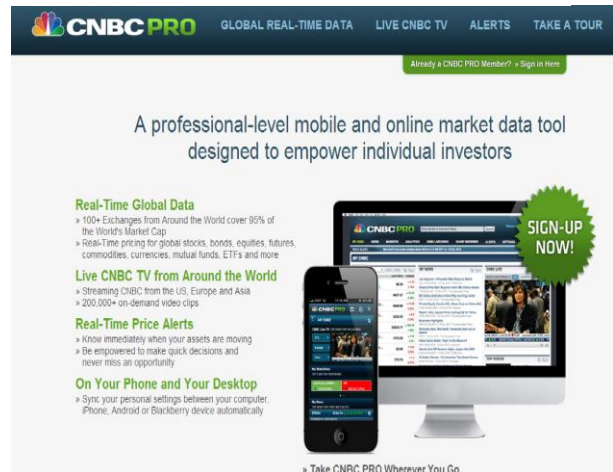 CNBC PRO
GLOBAL REAL-TIME DATA LIVE CNBC TV ALERTS TAKE A TOUR
Already a CNBC PRO Member? » Sign in Here
A professional-level mobile and online market data tool
designed to empower individual investors
Real-Time Global Data
» 100+ Exchanges from Around the World cover 95% of
the World's Market Cap
» Real-Time pricing for global stocks, bonds, equities, futures,
commodities, currencies, mutual funds, ETFs and more
Live CNBC TV from Around the World
» Streaming CNBC from the US, Europe and Asia
» 200,000+ on-demand video clips
Real-Time Price Alerts
» Know immediately when your assets are moving
» Be empowered to make quick decisions and
never miss an opportunity
On Your Phone and Your Desktop
» Sync your personal settings between your computer,
iPhone, Android or Blackberry device automatically
CNBC PRO
SIGN-UP
NOW!
CNBC PRO
» Take CNBC PRO Wherever You Go